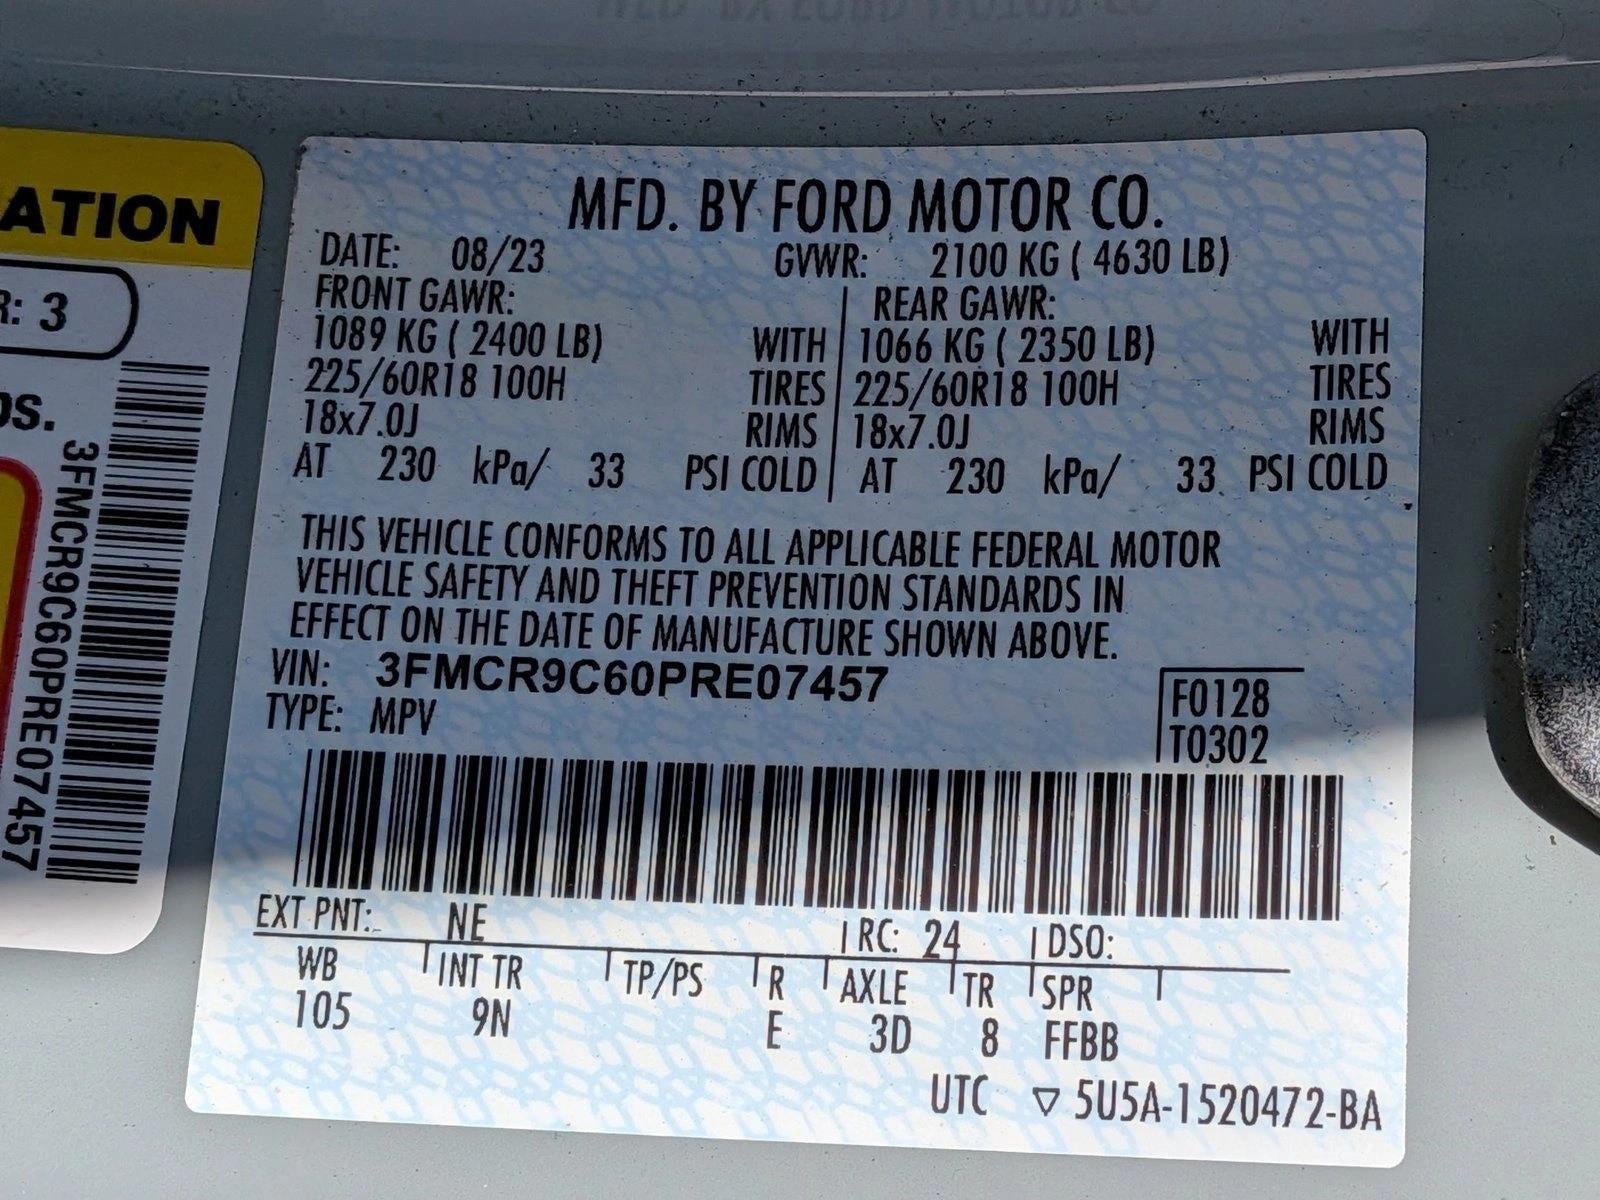 ATION
R: 3
os.
3FMCR9C60PRE07457
MFD. BY FORD MOTOR CO.
DATE: 08/23 GVWR: 2100 KG ( 4630 LB)
FRONT GAWR: REAR GAWR:
1089 KG ( 2400 LB) WITH 1066 KG ( 2350 LB) WITH
225/60R18 100H TIRES 225/60R18 100H TIRES
18x7.0J RIMS 18x7.0J RIMS
AT 230 kPa/ 33 PSI COLD AT 230 kPa/ 33 PSI COLD
THIS VEHICLE CONFORMS TO ALL APPLICABLE FEDERAL MOTOR
VEHICLE SAFETY AND THEFT PREVENTION STANDARDS IN
EFFECT ON THE DATE OF MANUFACTURE SHOWN ABOVE.
VIN: 3FMCR9C60PRE07457 F0128
TYPE: MPV T0302
EXT PNT: NE RC: 24 DSO:
WB INT TR TP/PS R AXLE TR SPR
105 9N E 3D 8 FFBB
UTC ▽ 5U5A-1520472-BA